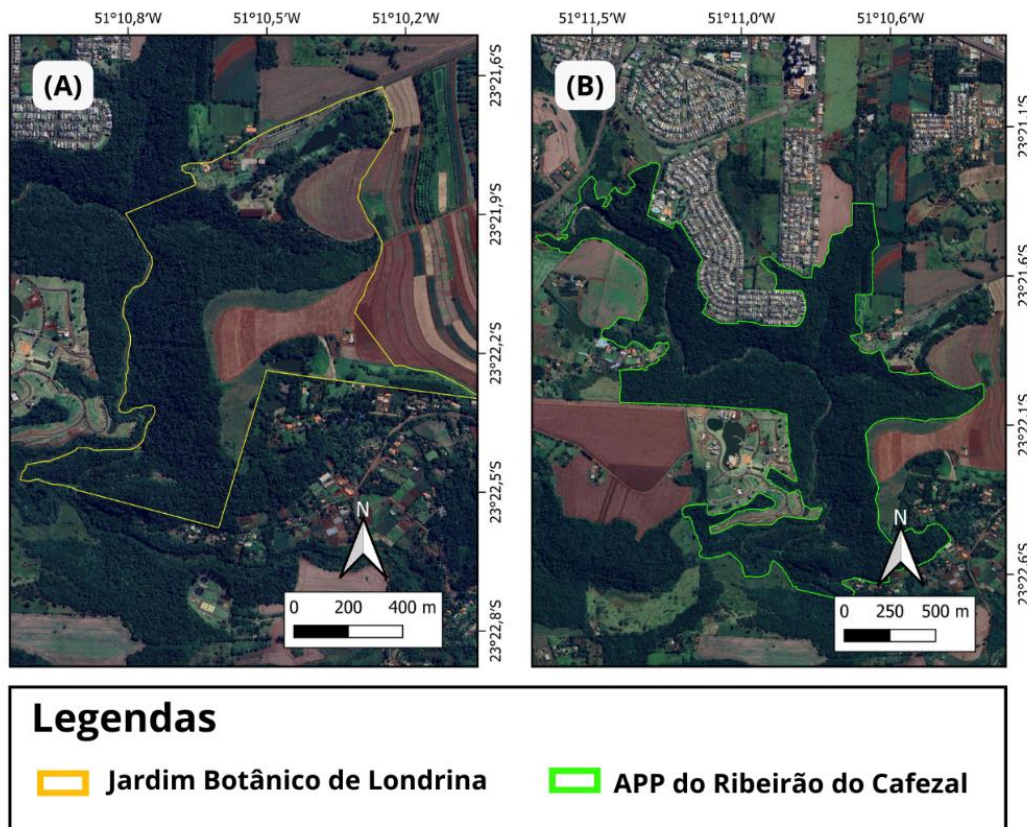 51°10,8'W 51°10,5'W 51°10,2'W
51°11,5'W 51°11,0'W 51°10,6'W
(A)
23°21,6'S
23°21,9'S
23°22,2'S
23°22,5'S
23°22,8'S
N
0 200 400 m
(B)
23°21,1'S
23°21,6'S
23°22,1'S
23°22,6'S
N
0 250 500 m
Legendas
Jardim Botânico de Londrina
APP do Ribeirão do Cafezal